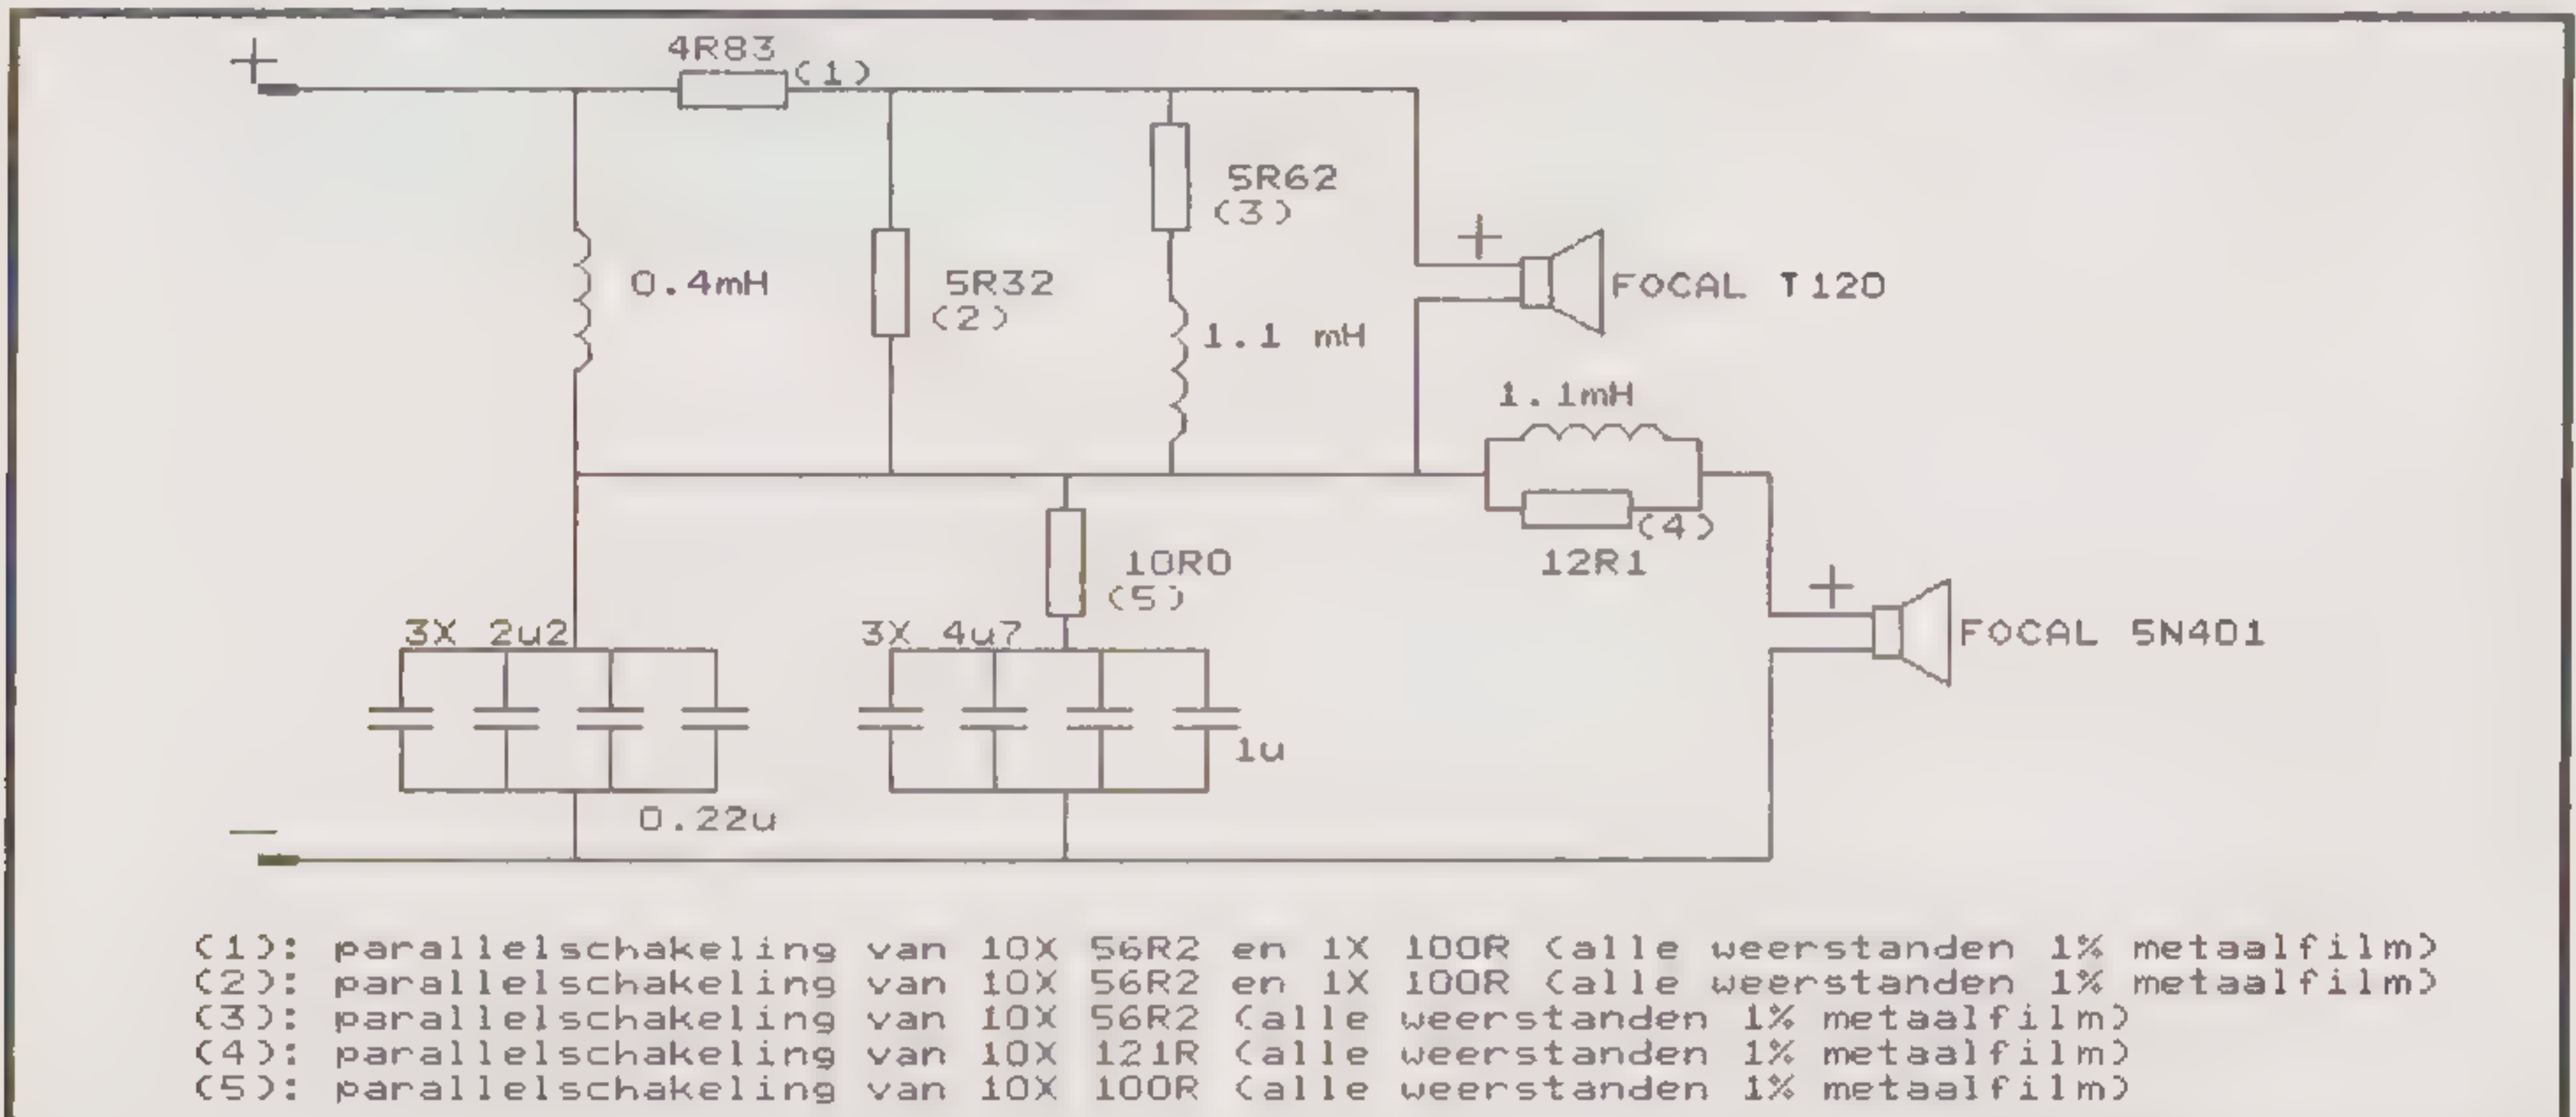 +
4R83
(1)
5R62
(3)
0.4mH
5R32
(2)
+
FOCAL T120
1.1 mH
1.1mH
(4)
12R1
10R0
(5)
+
3X 2u2
3X 4u7
FOCAL 5N401
1u
0.22u
—
(1): parallelschakeling van 10X 56R2 en 1X 100R (alle weerstanden 1% metaalfilm)
(2): parallelschakeling van 10X 56R2 en 1X 100R (alle weerstanden 1% metaalfilm)
(3): parallelschakeling van 10X 56R2 (alle weerstanden 1% metaalfilm)
(4): parallelschakeling van 10X 121R (alle weerstanden 1% metaalfilm)
(5): parallelschakeling van 10X 100R (alle weerstanden 1% metaalfilm)